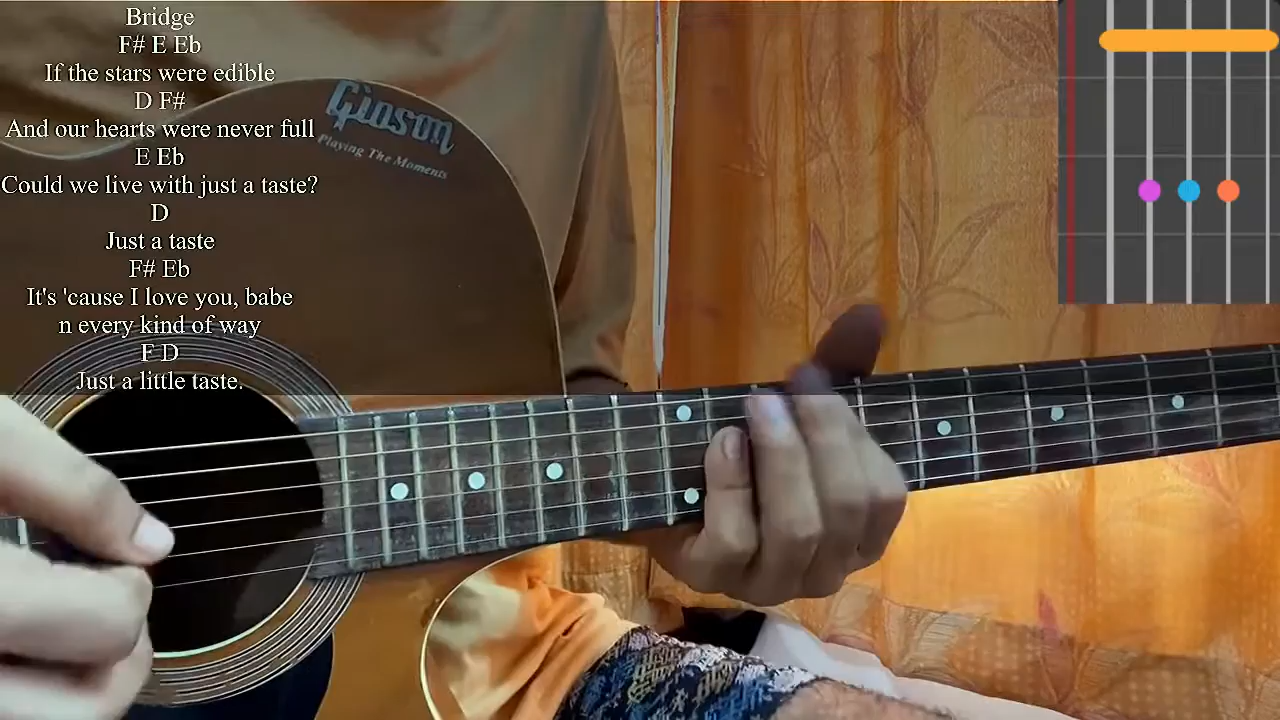 Bridge
F# E Eb
If the stars were edible
D F#
And our hearts were never full
E Eb
Could we live with just a taste?
D
Just a taste
F# Eb
It's 'cause I love you, babe
n every kind of way
F D
Just a little taste.
Gibson
Playing The Moments